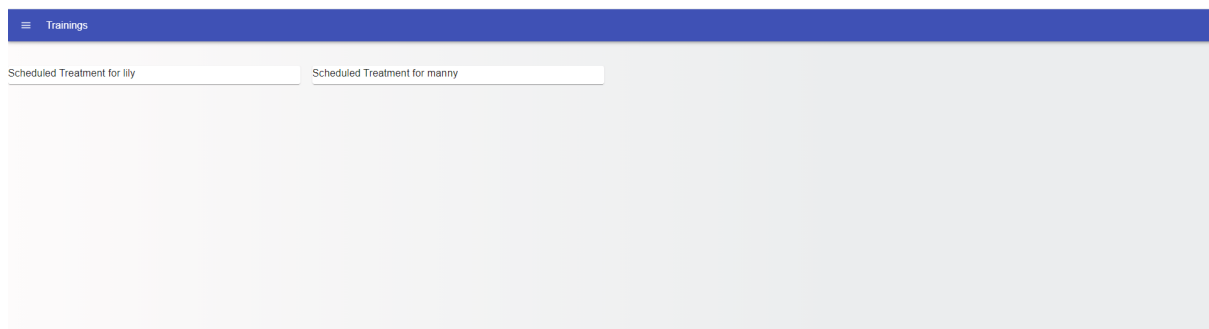 Trainings
Scheduled Treatment for lily
Scheduled Treatment for manny